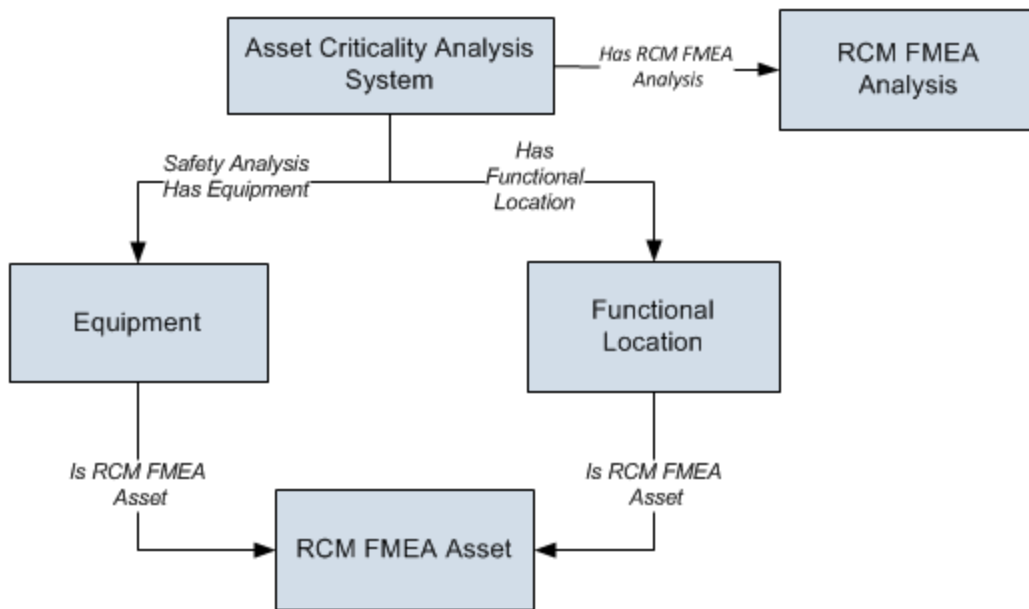 Asset Criticality Analysis
System
Has RCM FMEA
Analysis
RCM FMEA
Analysis
Safety Analysis
Has Equipment
Has
Functional
Location
Equipment
Functional
Location
Is RCM FMEA
Asset
Is RCM FMEA
Asset
RCM FMEA Asset